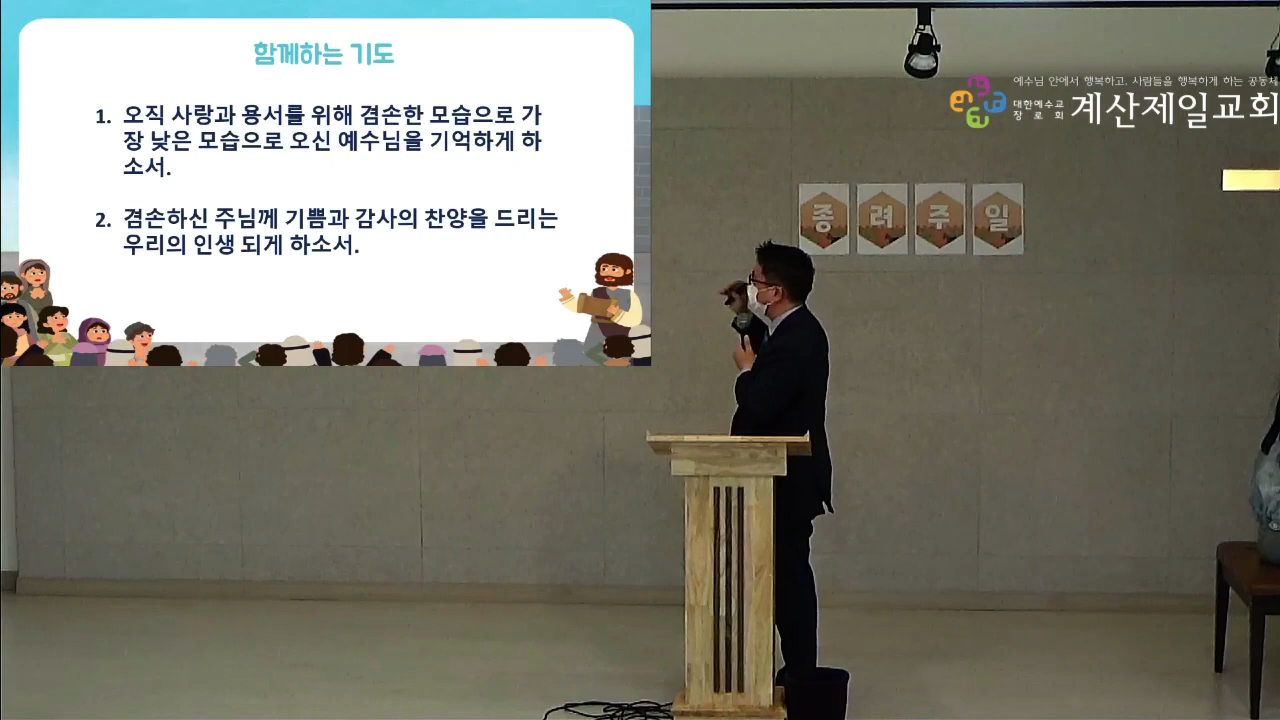 함께하는 기도
1. 오직 사랑과 용서를 위해 겸손한 모습으로 가
장 낮은 모습으로 오신 예수님을 기억하게 하
소서.
2. 겸손하신 주님께 기쁨과 감사의 찬양을 드리는
우리의 인생 되게 하소서.
예수님 안에서 행복하고, 사람들을 행복하게 하는 공동체
대한예수교
장로회
계산제일교회
종려주일